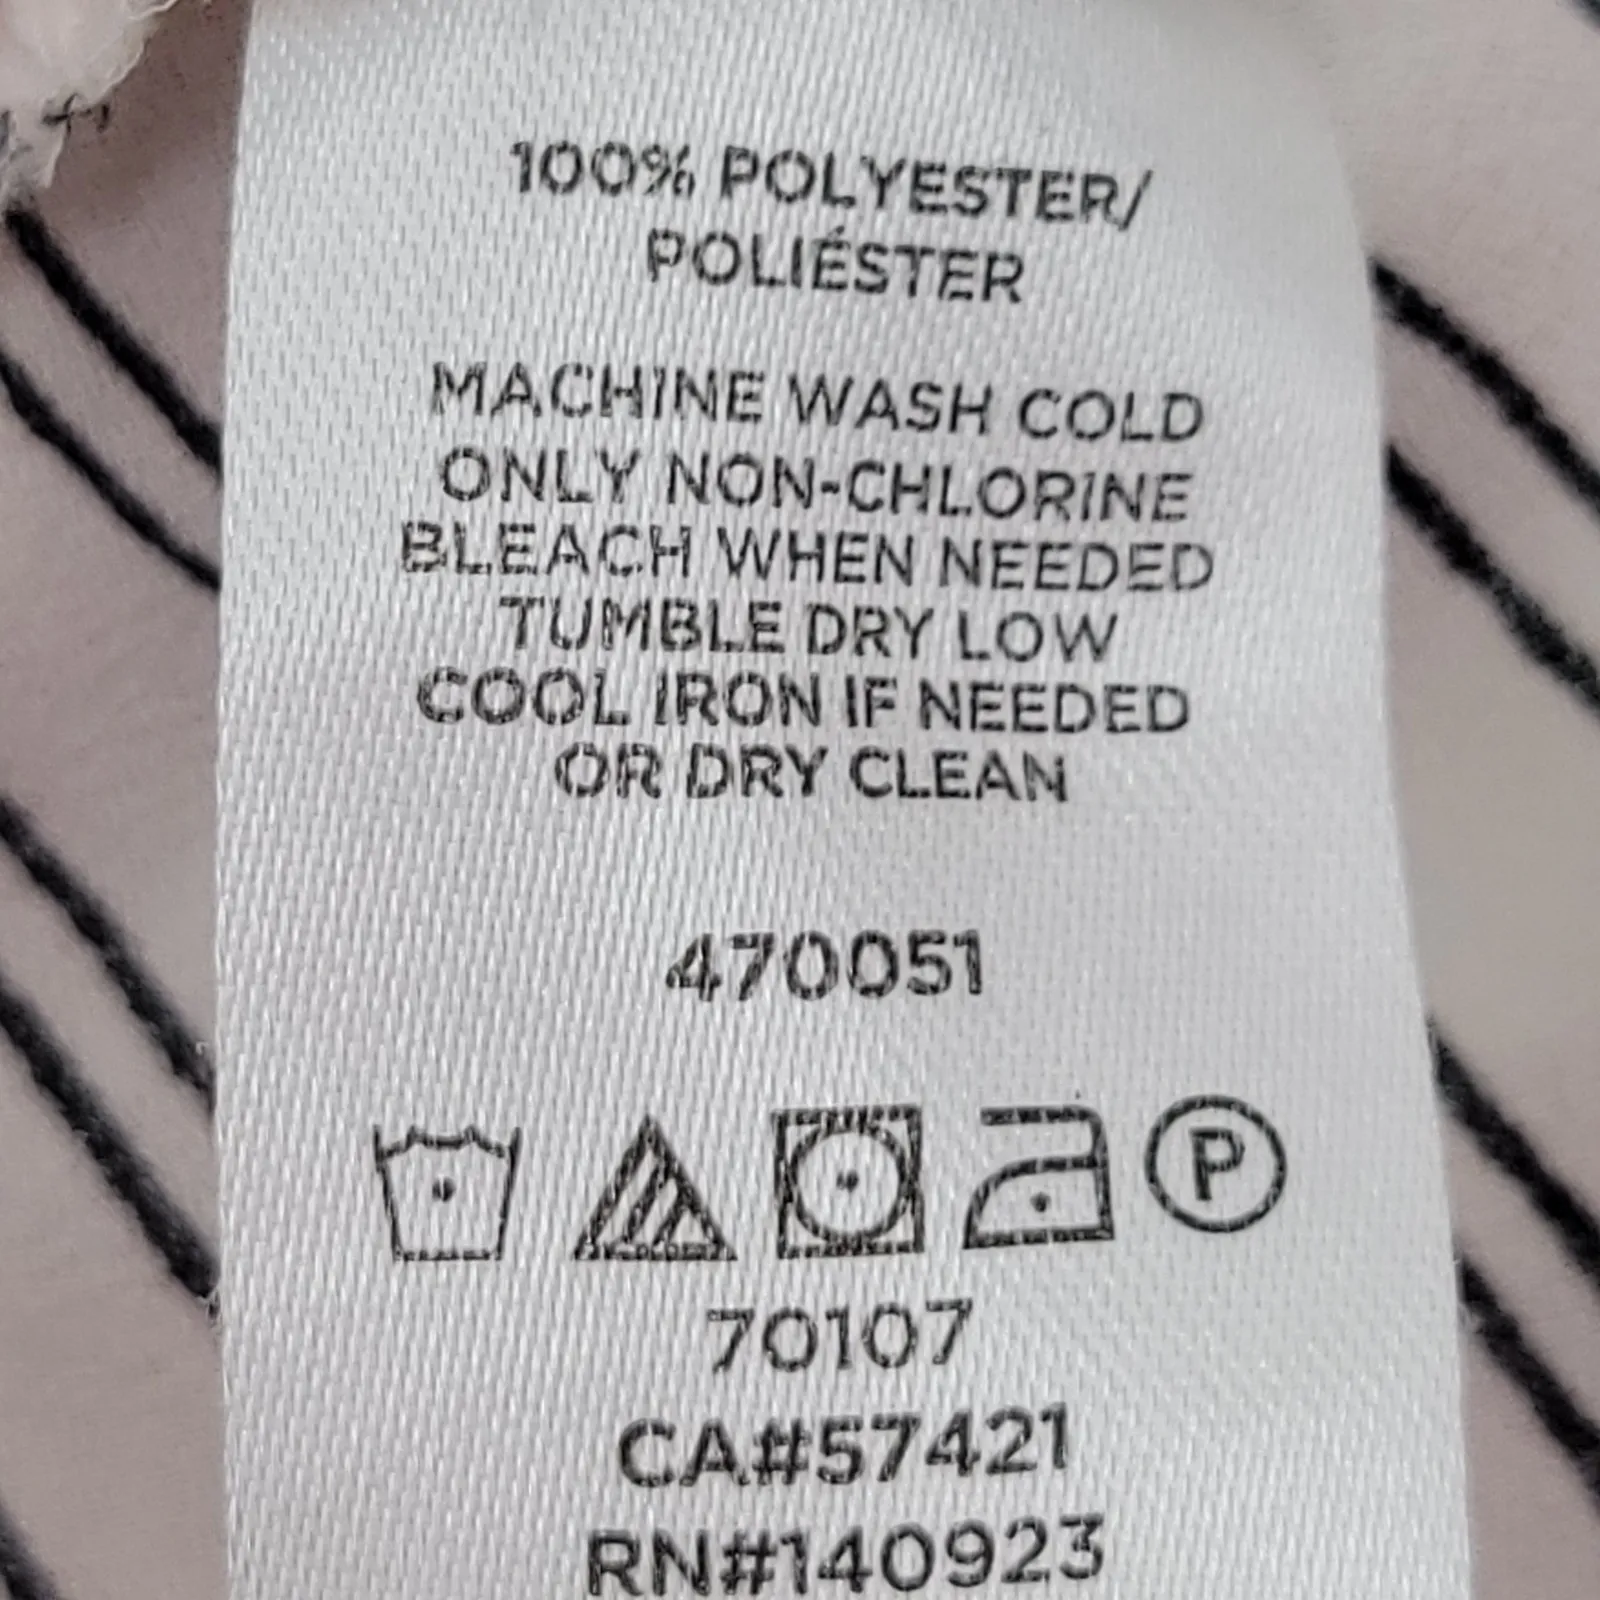 100% POLYESTER/
POLIÉSTER
MACHINE WASH COLD
ONLY NON-CHLORINE
BLEACH WHEN NEEDED
TUMBLE DRY LOW
COOL IRON IF NEEDED
OR DRY CLEAN
470051
P
70107
CA#57421
RN#140923